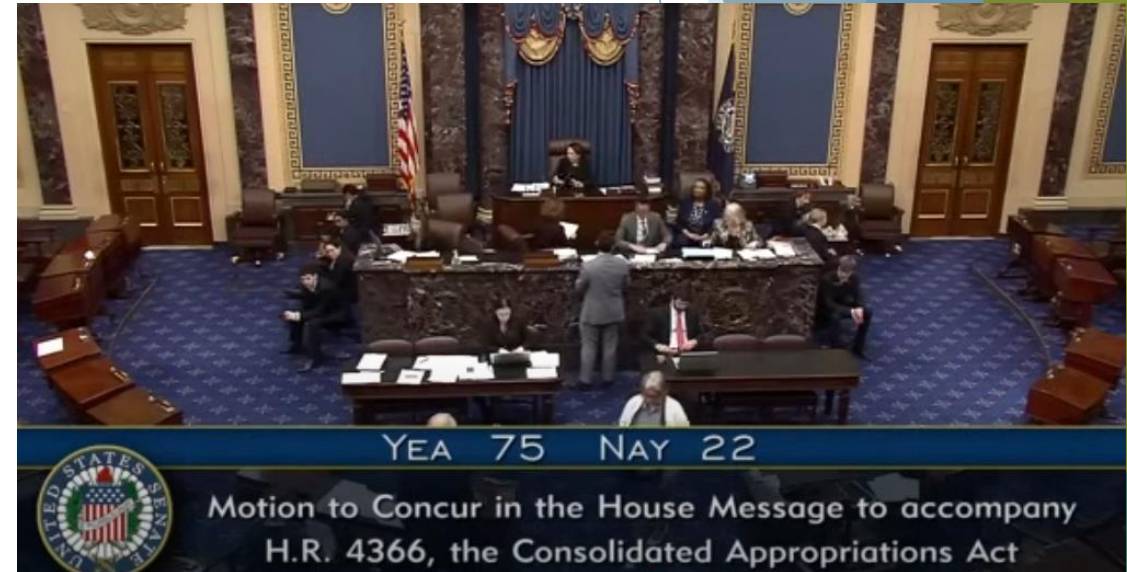 YEA 75 NAY 22
UNITED STATES SENATE
Motion to Concur in the House Message to accompany
H.R. 4366, the Consolidated Appropriations Act